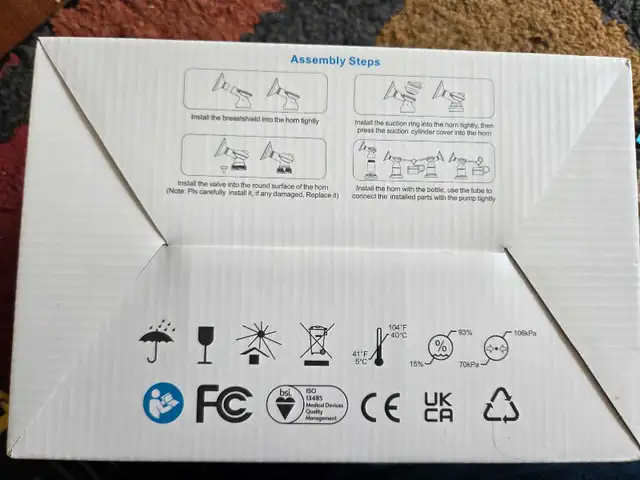 Assembly Steps
Install the breastshield into the horn tightly
Install the suction ring into the horn tightly, then
press the suction cylinder cover into the horn
Install the valve into the round surface of the horn
(Note: Pls carefully install it, if any damaged, Replace it)
Install the horn with the bottle, use the tube to
connect the installed parts with the pump tightly
104°F
40°C
41°F
5°C
93%
%
15%
106kPa
70kPa
FC
bsi.
ISO
13485
Medical Devices
Quality
Management
CE
UK
CA